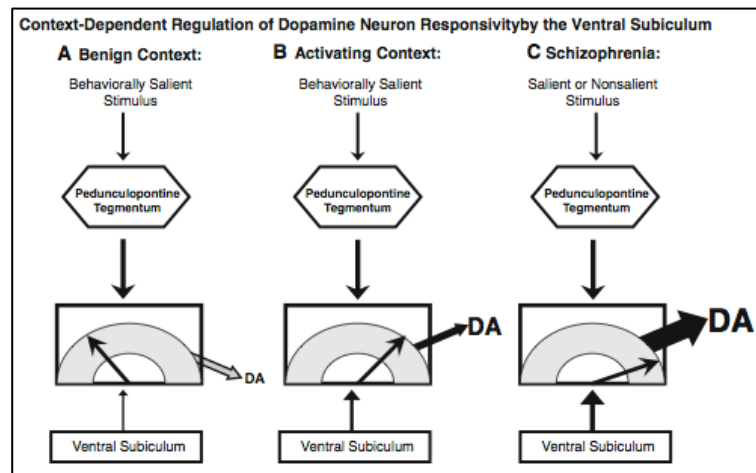 Context-Dependent Regulation of Dopamine Neuron Responsivityby the Ventral Subiculum
A Benign Context:
Behaviorally Salient
Stimulus
Pedunculopontine
Tegmentum
DA
Ventral Subiculum
B Activating Context:
Behaviorally Salient
Stimulus
Pedunculopontine
Tegmentum
DA
Ventral Subiculum
C Schizophrenia:
Salient or Nonsalient
Stimulus
Pedunculopontine
Tegmentum
DA
Ventral Subiculum